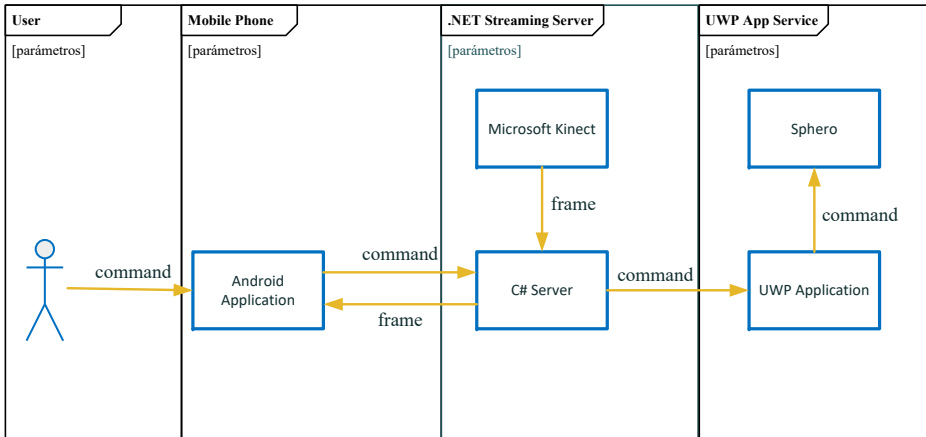 User
Mobile Phone
.NET Streaming Server
UWP App Service
[parámetros]
[parámetros]
[parámetros]
[parámetros]
Microsoft Kinect
Sphero
frame
command
command
command
command
Android
Application
C# Server
UWP Application
frame